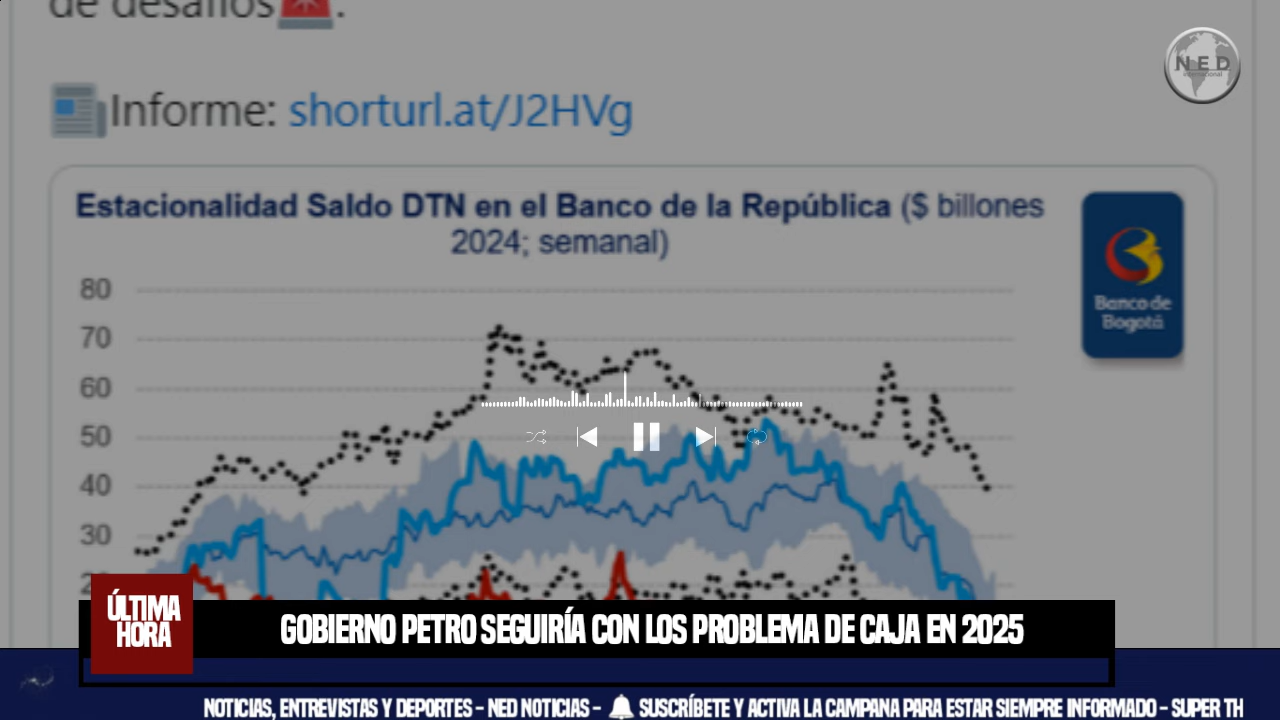 de desafíos🚨.
NED
international
📰Informe: shorturl.at/J2HVg
Estacionalidad Saldo DTN en el Banco de la República ($ billones
2024; semanal)
Banco de
Bogotá
80
70
60
50
40
30
ÚLTIMA
HORA
GOBIERNO PETRO SEGUIRÍA CON LOS PROBLEMA DE CAJA EN 2025
NOTICIAS, ENTREVISTAS Y DEPORTES - NED NOTICIAS - 🔔 SUSCRÍBETE Y ACTIVA LA CAMPANA PARA ESTAR SIEMPRE INFORMADO - SUPER TH